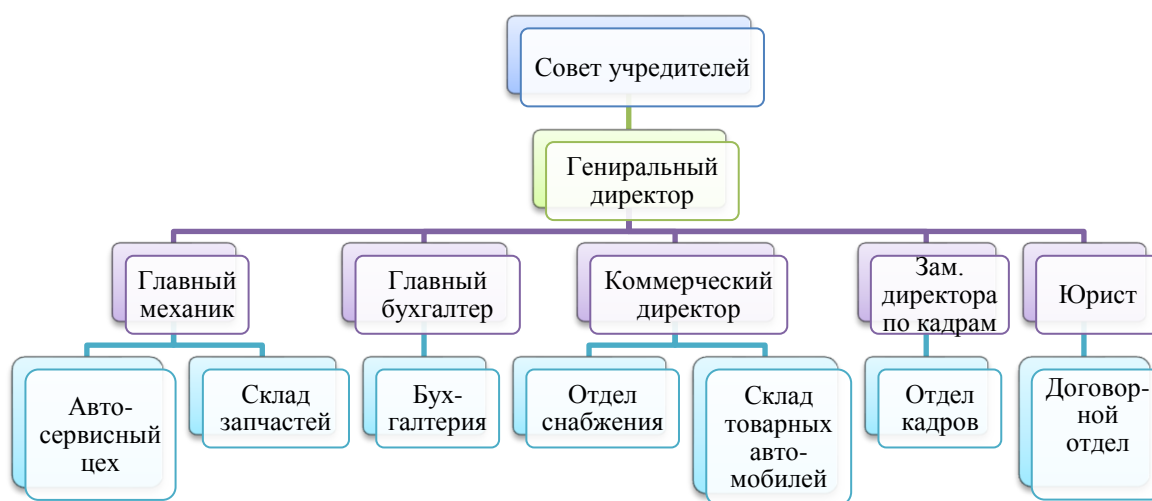 Совет учредителей
Гениральный
директор
Главный
механик
Главный
бухгалтер
Коммерческий
директор
Зам.
директора
по кадрам
Юрист
Авто-
сервисный
цех
Склад
запчастей
Бух-
галтерия
Отдел
снабжения
Склад
товарных
авто-
мобилей
Отдел
кадров
Договор-
ной
отдел